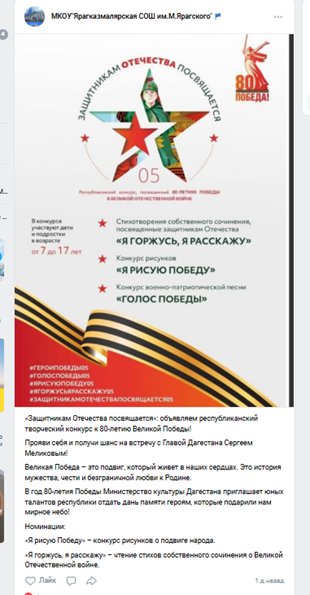 МКОУ"Ярагказмалярская СОШ им.М.Ярагского"
ЗАЩИТНИКАМ ОТЕЧЕСТВА ПОСВЯЩАЕТСЯ
80
ПОБЕДА!
05
Республиканский конкурс, посвященный 80-ЛЕТИЮ ПОБЕДЫ
В ВЕЛИКОЙ ОТЕЧЕСТВЕННОЙ ВОЙНЕ
В конкурсе
участвуют дети
и подростки
в возрасте
от 7 до 17 лет
Стихотворения собственного сочинения,
посвященные защитникам Отечества
«Я ГОРЖУСЬ, Я РАССКАЖУ»
Конкурс рисунков
«Я РИСУЮ ПОБЕДУ»
Конкурс военно-патриотической песни
«ГОЛОС ПОБЕДЫ»
#ГЕРОИПОБЕДЫ05
#ГОЛОСПОБЕДЫ05
#ЯРИСУЮПОБЕДУ05
#ЯГОРЖУСЬЯРАССКАЖУ05
#ЗАЩИТНИКАМОТЕЧЕСТВАПОСВЯЩАЕТСЯ05
«Защитникам Отечества посвящается»: объявляем республиканский
творческий конкурс к 80-летию Великой Победы!
Прояви себя и получи шанс на встречу с Главой Дагестана Сергеем
Меликовым!
Великая Победа – это подвиг, который живет в наших сердцах. Это история
мужества, чести и безграничной любви к Родине.
В год 80-летия Победы Министерство культуры Дагестана приглашает юных
талантов республики отдать дань памяти героям, которые подарили нам
мирное небо!
Номинации:
«Я рисую Победу» – конкурс рисунков о подвиге народа.
«Я горжусь, я расскажу» – чтение стихов собственного сочинения о Великой
Отечественной войне.
Лайк
1 д назад